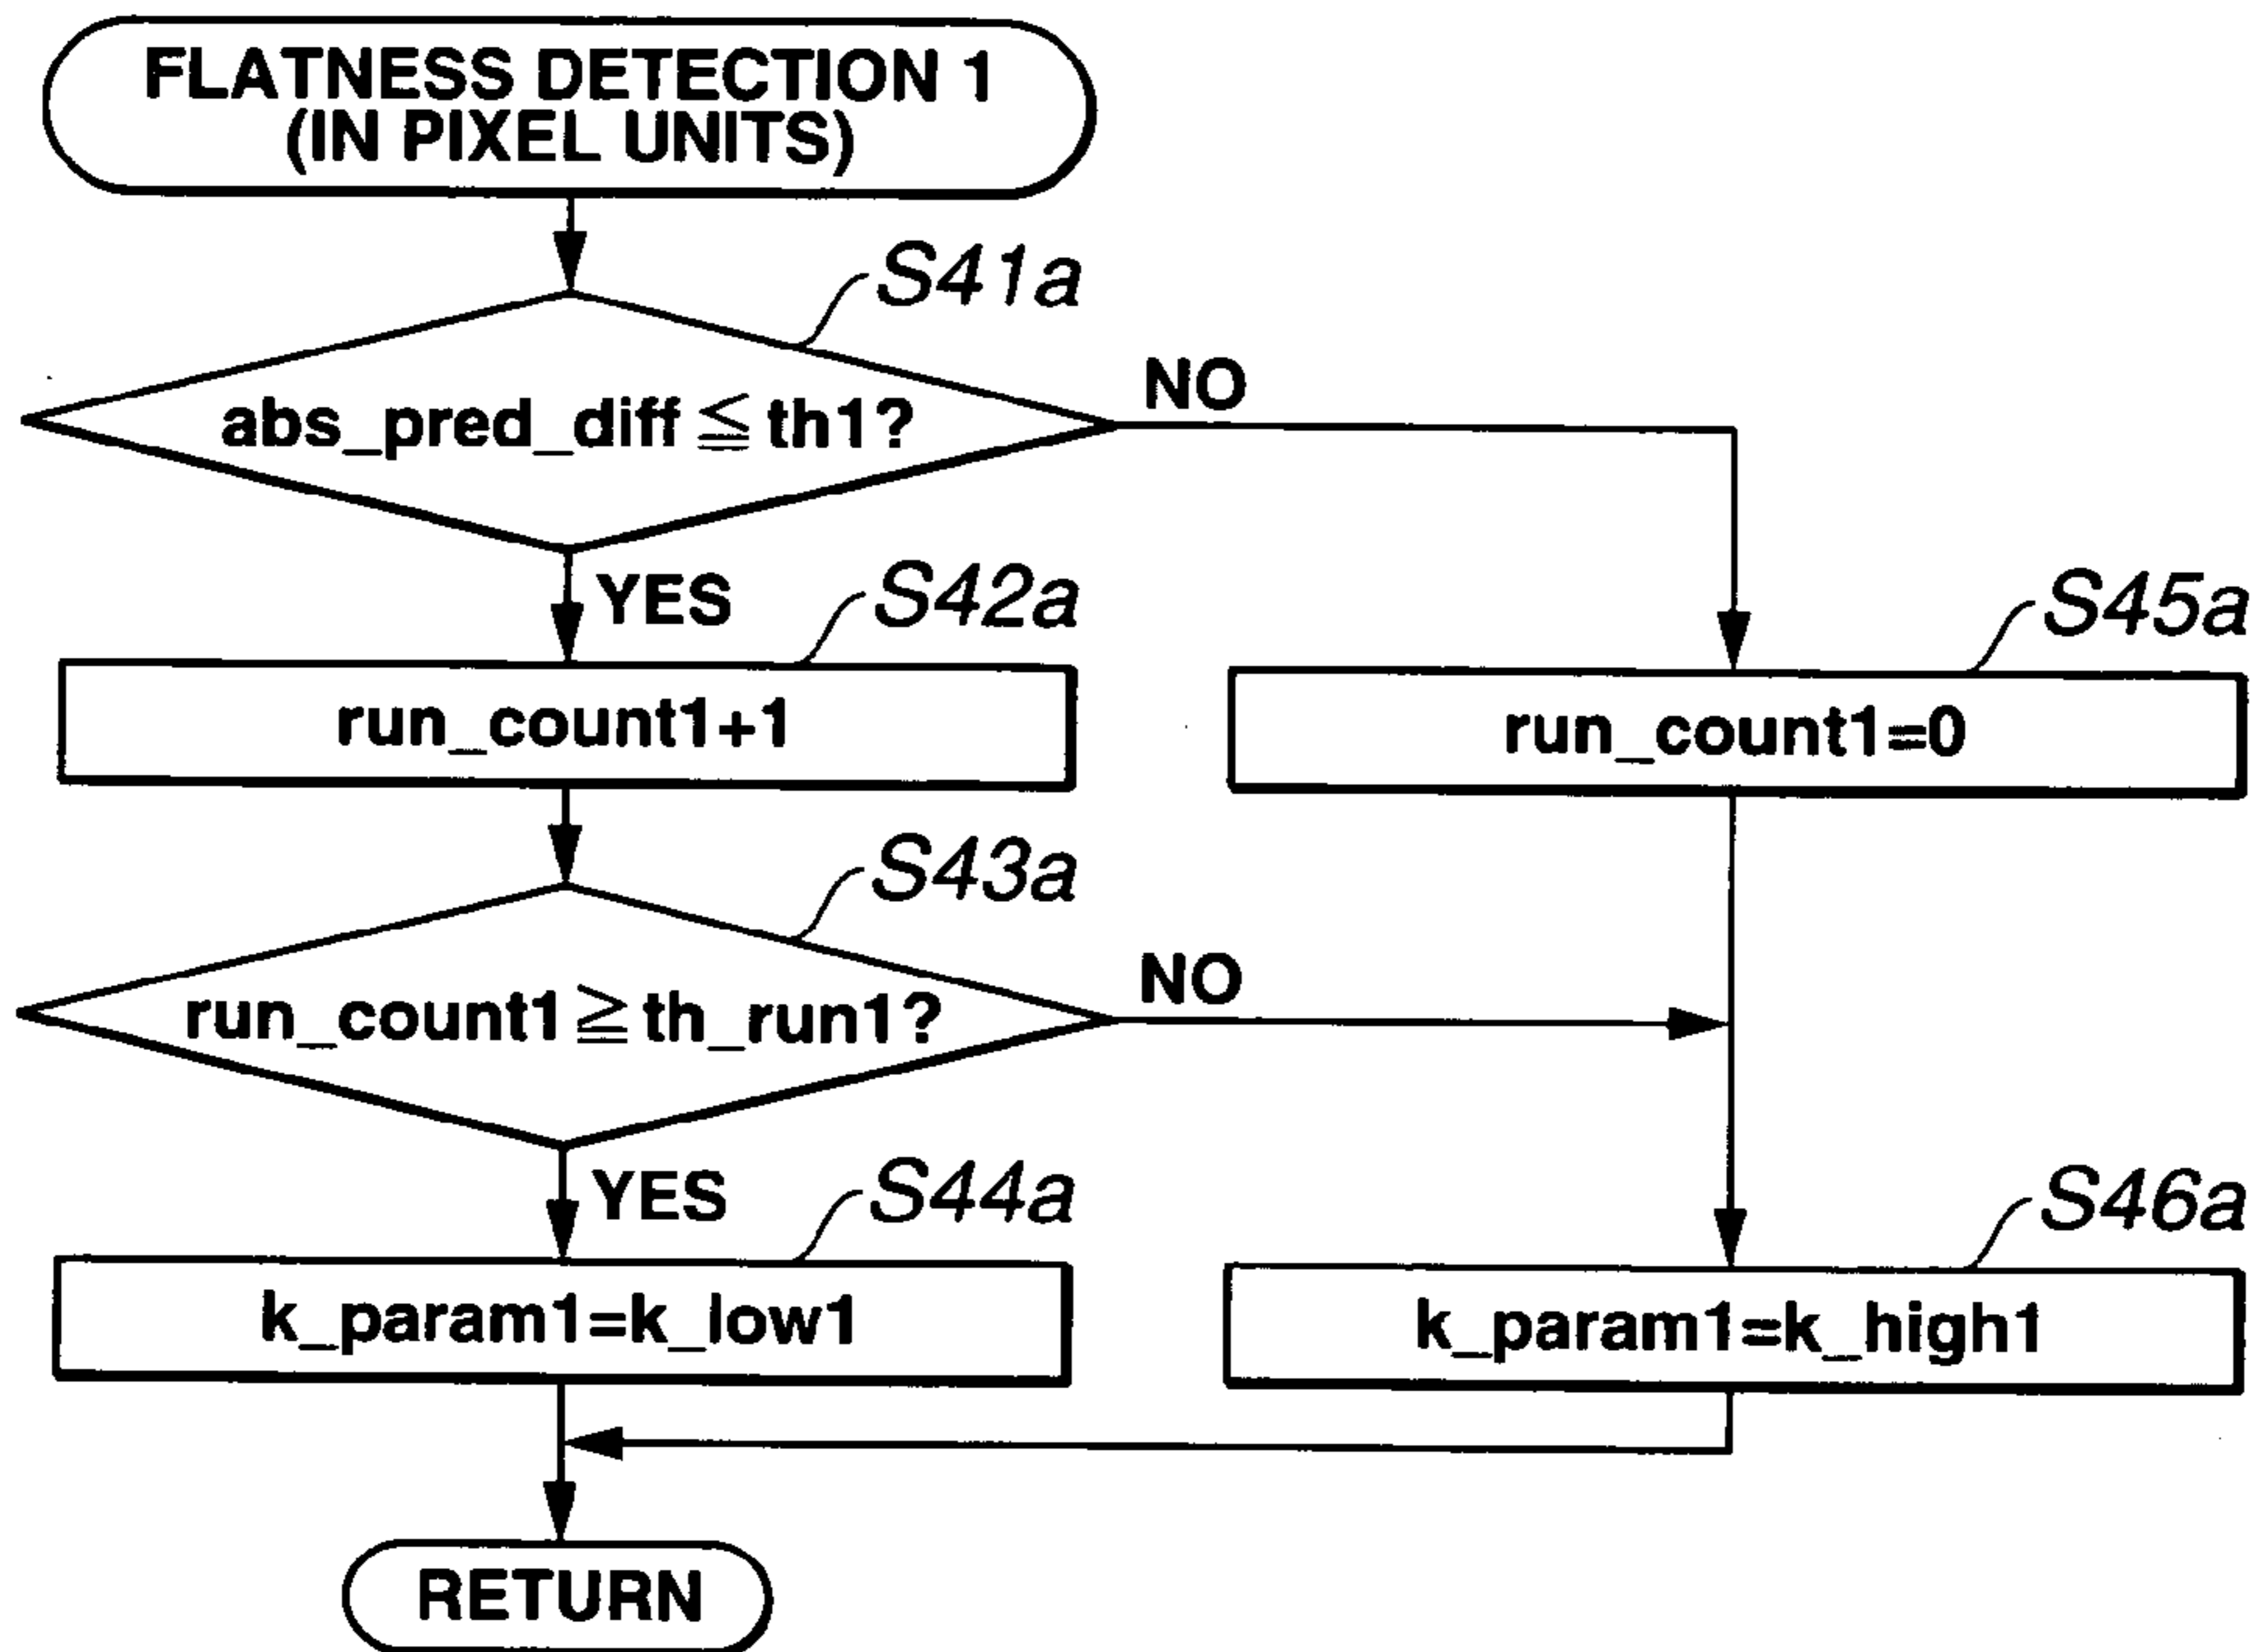 FLATNESS DETECTION 1
(IN PIXEL UNITS)
S41a
abs_pred_diff ≦ th1?
NO
YES
S42a
run_count1+1
S45a
run_count1=0
S43a
run_count1 ≧ th_run1?
NO
YES
S44a
k_param1=k_low1
S46a
k_param1=k_high1
RETURN